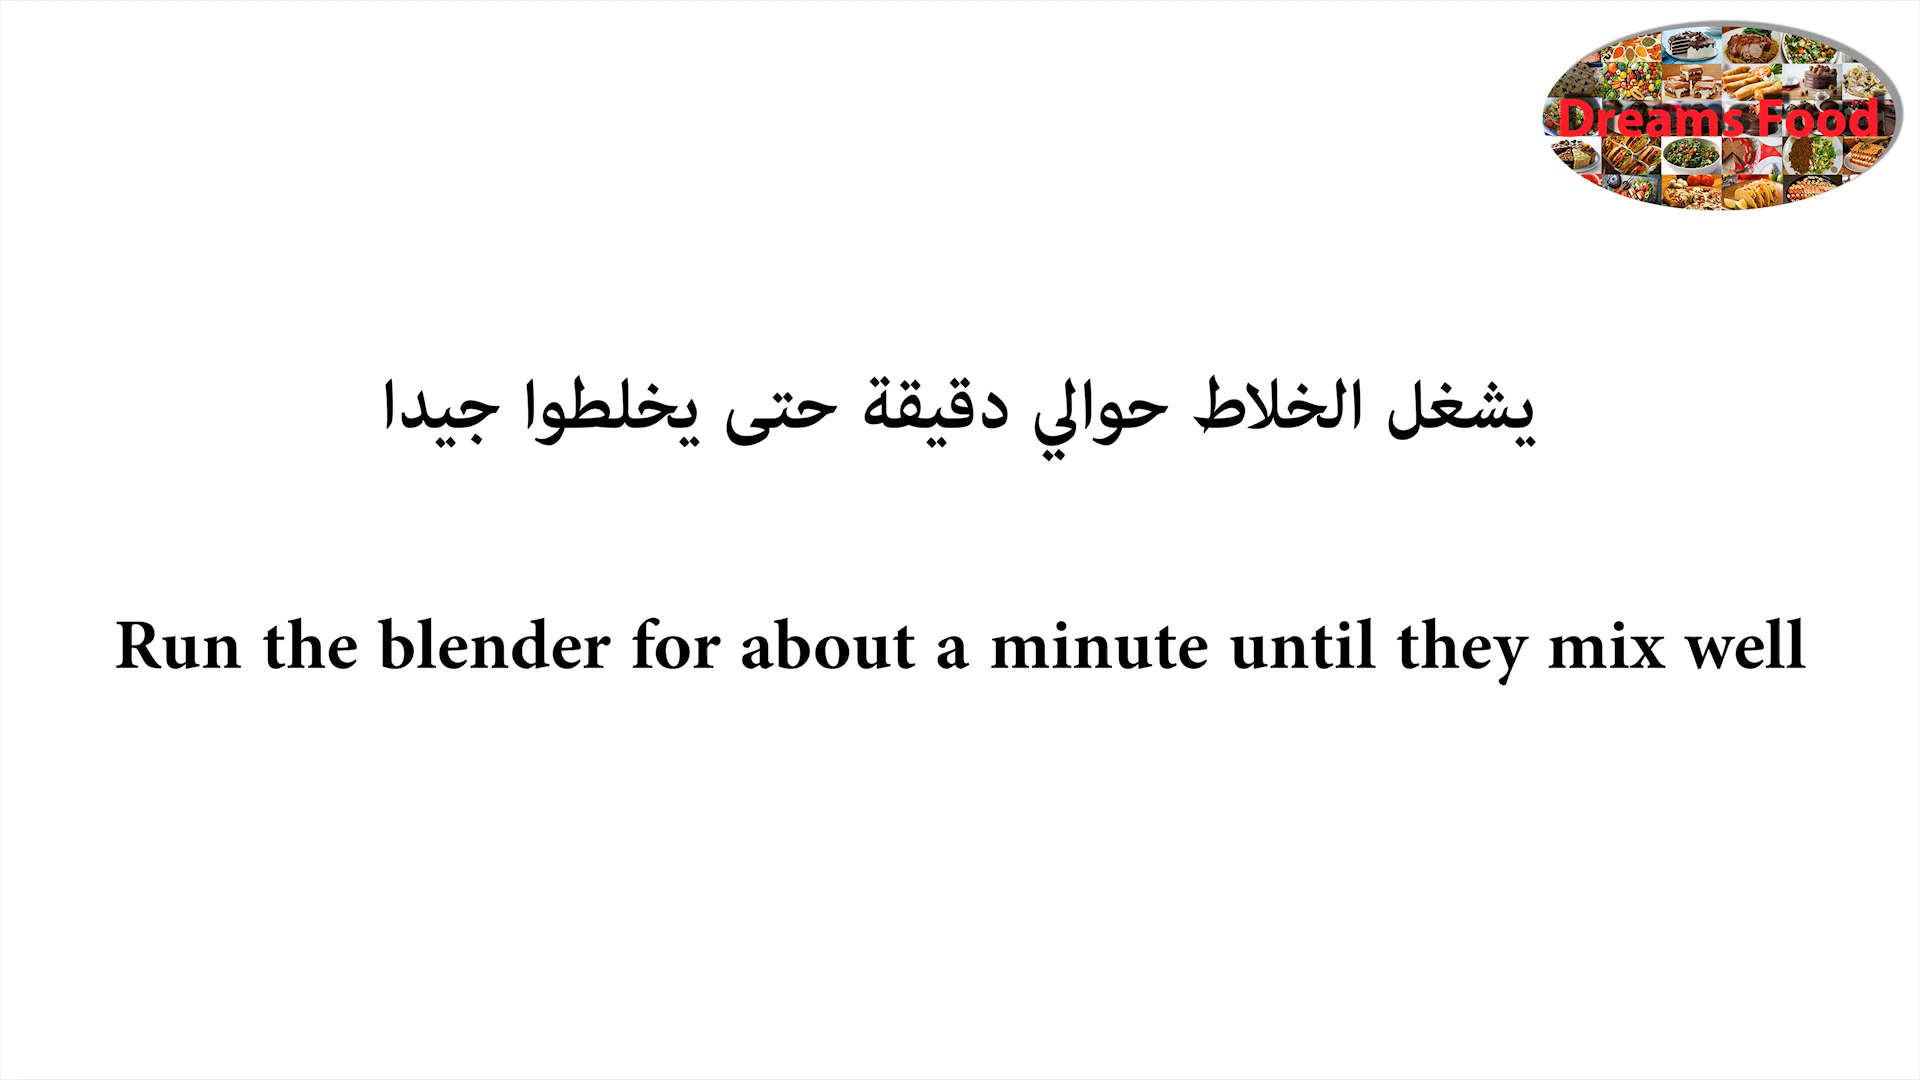 Dreams Food
يشغل الخلاط حوالي دقيقة حتى يخلطوا جيدا
Run the blender for about a minute until they mix well